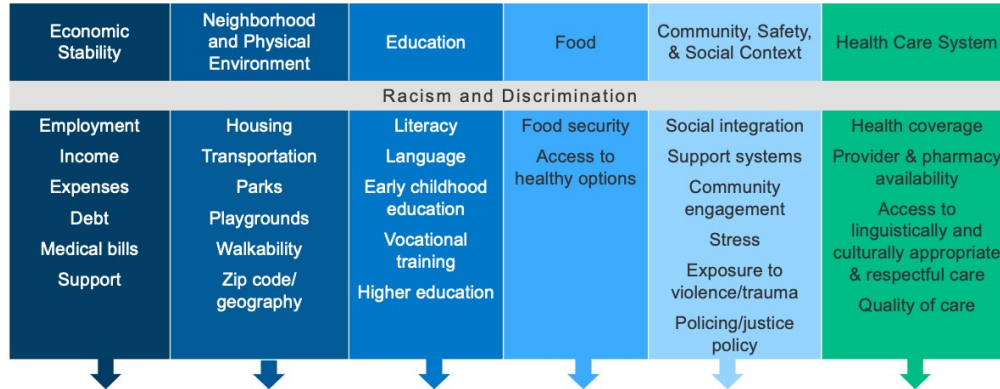 Economic
Stability
Neighborhood
and Physical
Environment
Education
Food
Community, Safety,
& Social Context
Health Care System
Racism and Discrimination
Employment
Income
Expenses
Debt
Medical bills
Support
Housing
Transportation
Parks
Playgrounds
Walkability
Zip code/
geography
Literacy
Language
Early childhood
education
Vocational
training
Higher education
Food security
Access to
healthy options
Social integration
Support systems
Community
engagement
Stress
Exposure to
violence/trauma
Policing/justice
policy
Health coverage
Provider & pharmacy
availability
Access to
linguistically and
culturally appropriate
& respectful care
Quality of care